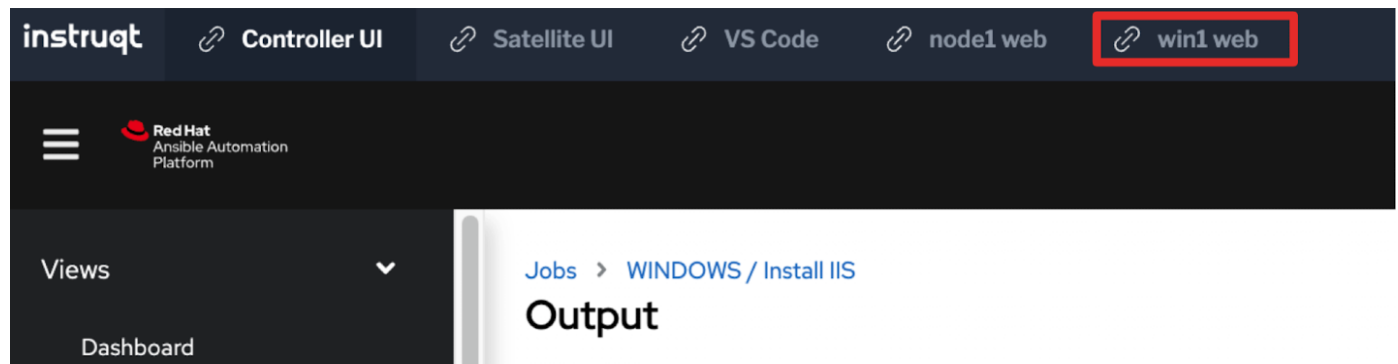 instruqt Controller UI Satellite UI VS Code node1 web win1 web
Red Hat
Ansible Automation
Platform
Views
Jobs > WINDOWS / Install IIS
Output
Dashboard